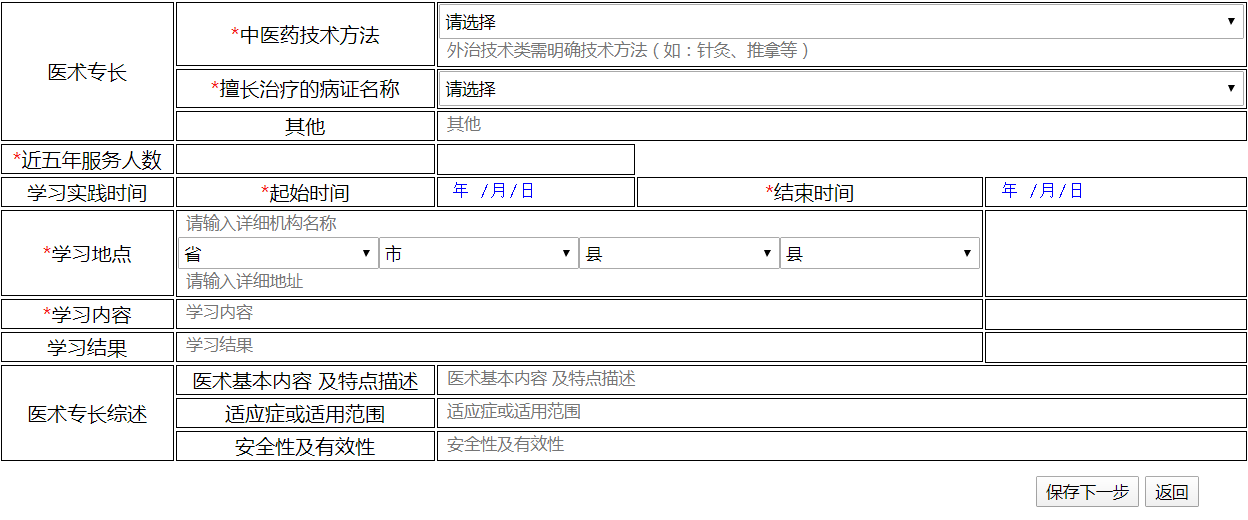 医术专长
*中医药技术方法
请选择
外治技术类需明确技术方法（如：针灸、推拿等）
*擅长治疗的病证名称
请选择
其他
其他
*近五年服务人数
学习实践时间
*起始时间
年 /月/日
*结束时间
年 /月/日
*学习地点
请输入详细机构名称
省
市
县
县
请输入详细地址
*学习内容
学习内容
学习结果
学习结果
医术专长综述
医术基本内容 及特点描述
医术基本内容 及特点描述
适应症或适用范围
适应症或适用范围
安全性及有效性
安全性及有效性
保存下一步
返回